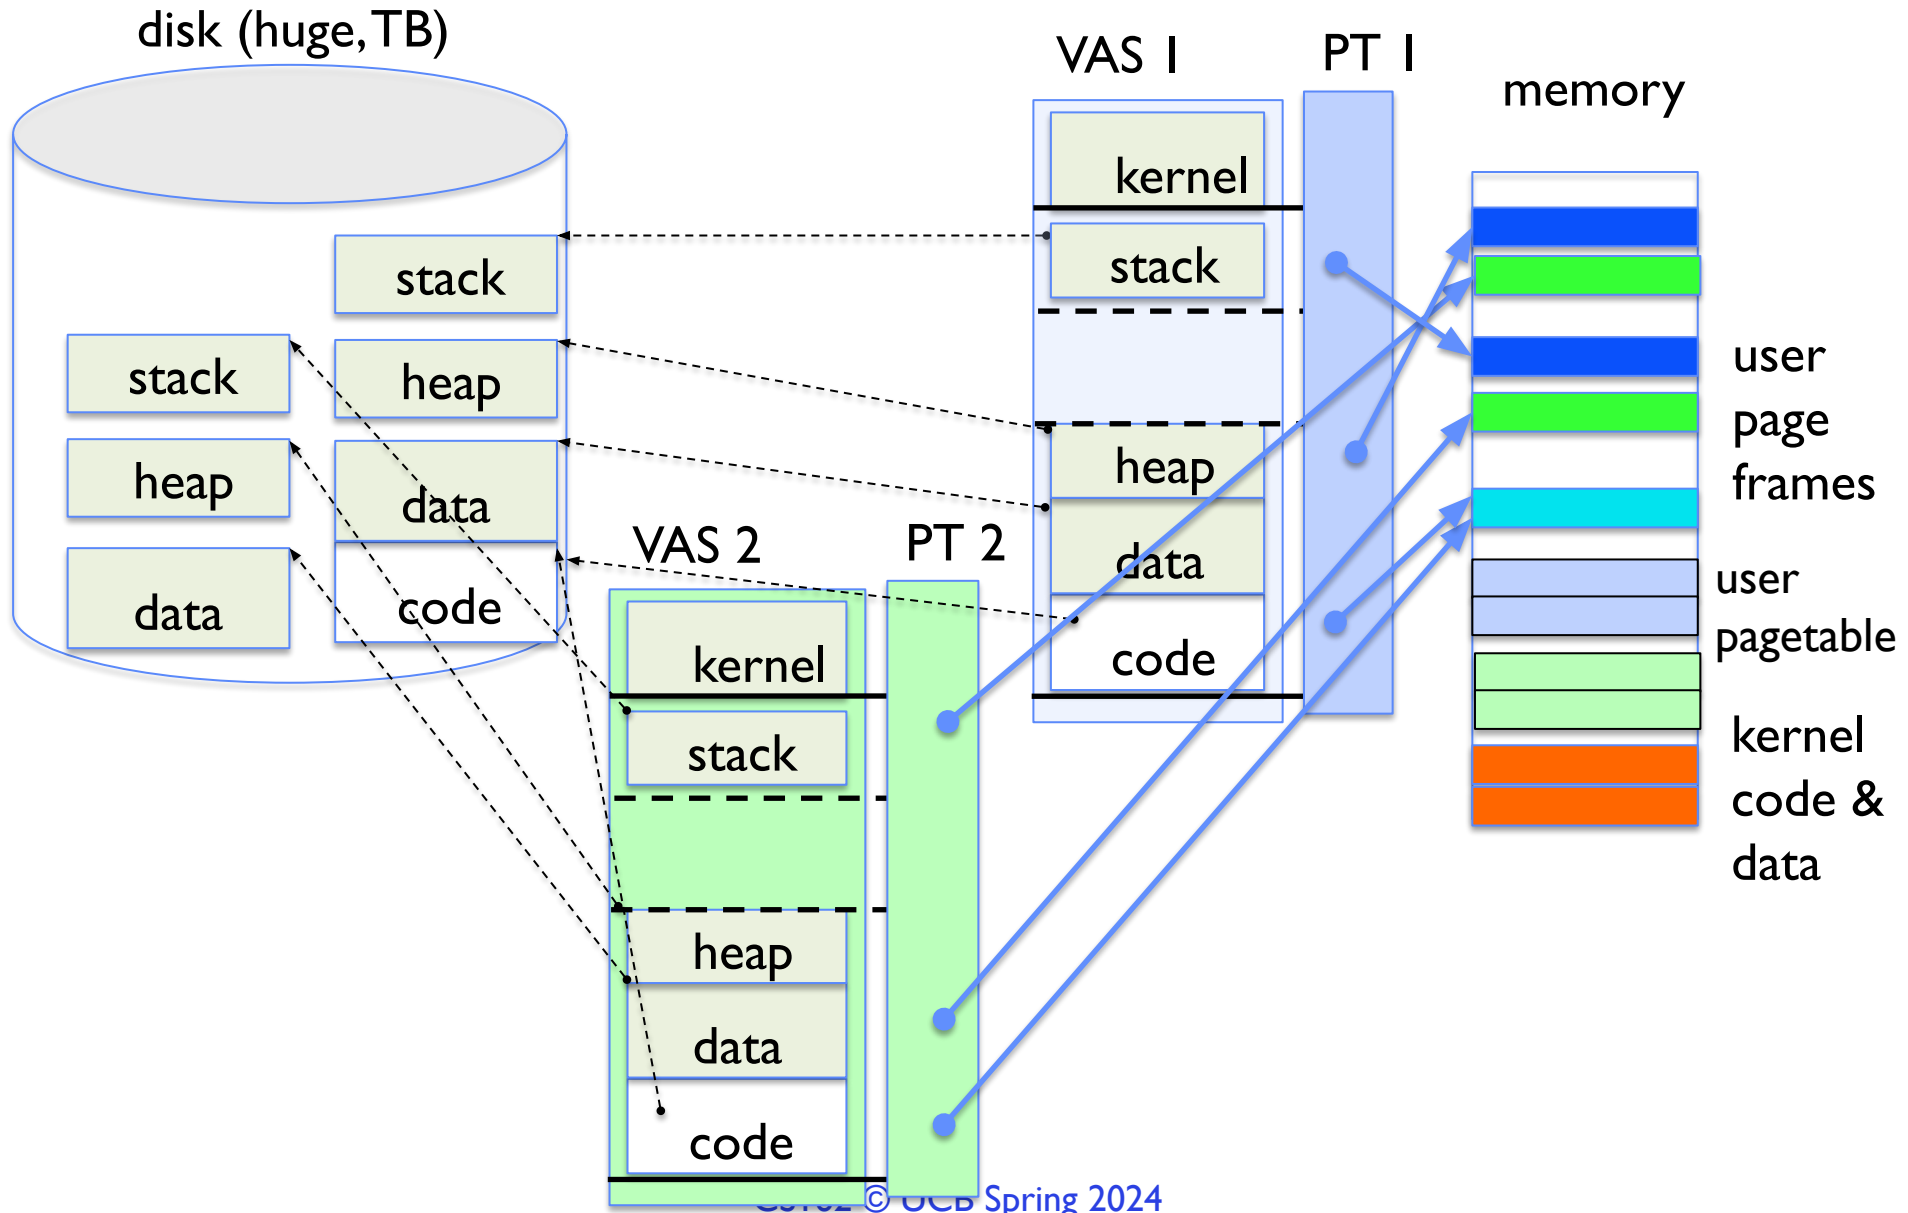 disk (huge, TB)
VAS 1
PT 1
memory
kernel
stack
heap
data
code
stack
heap
data
code
stack
heap
data
VAS 2
PT 2
kernel
stack
heap
data
code
user
page
frames
user
pagetable
kernel
code &
data
© UCB Spring 2024